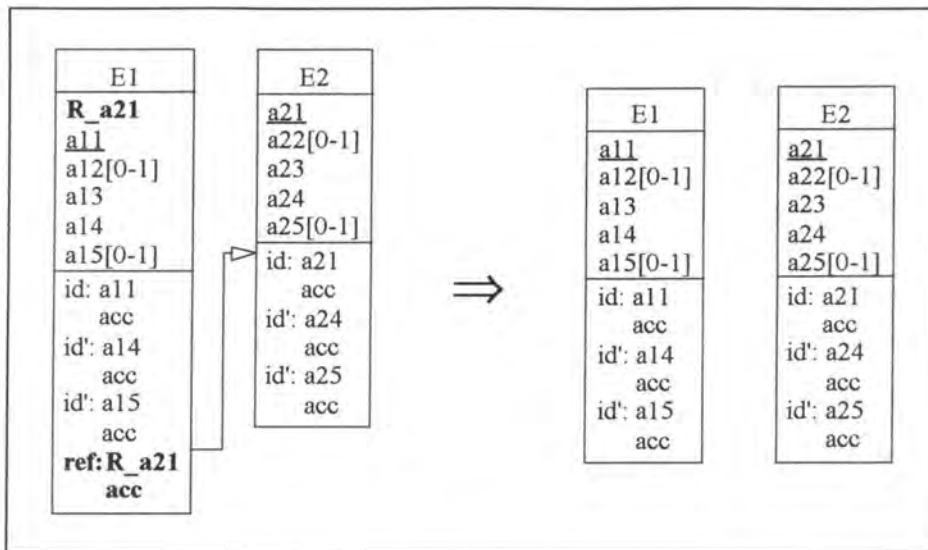 E1
R_a21
a11
a12[0-1]
a13
a14
a15[0-1]
id: a11
acc
id': a14
acc
id': a15
acc
ref: R_a21
acc
E2
a21
a22[0-1]
a23
a24
a25[0-1]
id: a21
acc
id': a24
acc
id': a25
acc
⇒
E1
a11
a12[0-1]
a13
a14
a15[0-1]
id: a11
acc
id': a14
acc
id': a15
acc
E2
a21
a22[0-1]
a23
a24
a25[0-1]
id: a21
acc
id': a24
acc
id': a25
acc